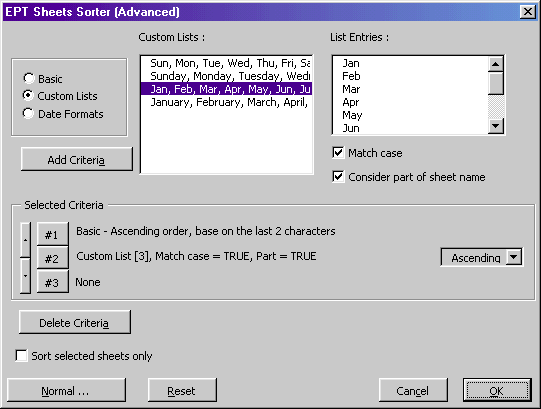 EPT Sheets Sorter (Advanced)
Custom Lists :
List Entries :
Basic
Custom Lists
Date Formats
Add Criteria
Sun, Mon, Tue, Wed, Thu, Fri, Sa
Sunday, Monday, Tuesday, Wedn
Jan, Feb, Mar, Apr, May, Jun, Ju
January, February, March, April,
Jan
Feb
Mar
Apr
May
Jun
Match case
Consider part of sheet name
Selected Criteria
#1 Basic - Ascending order, base on the last 2 characters
#2 Custom List [3], Match case = TRUE, Part = TRUE
Ascending
#3 None
Delete Criteria
Sort selected sheets only
Normal ...
Reset
Cancel
OK